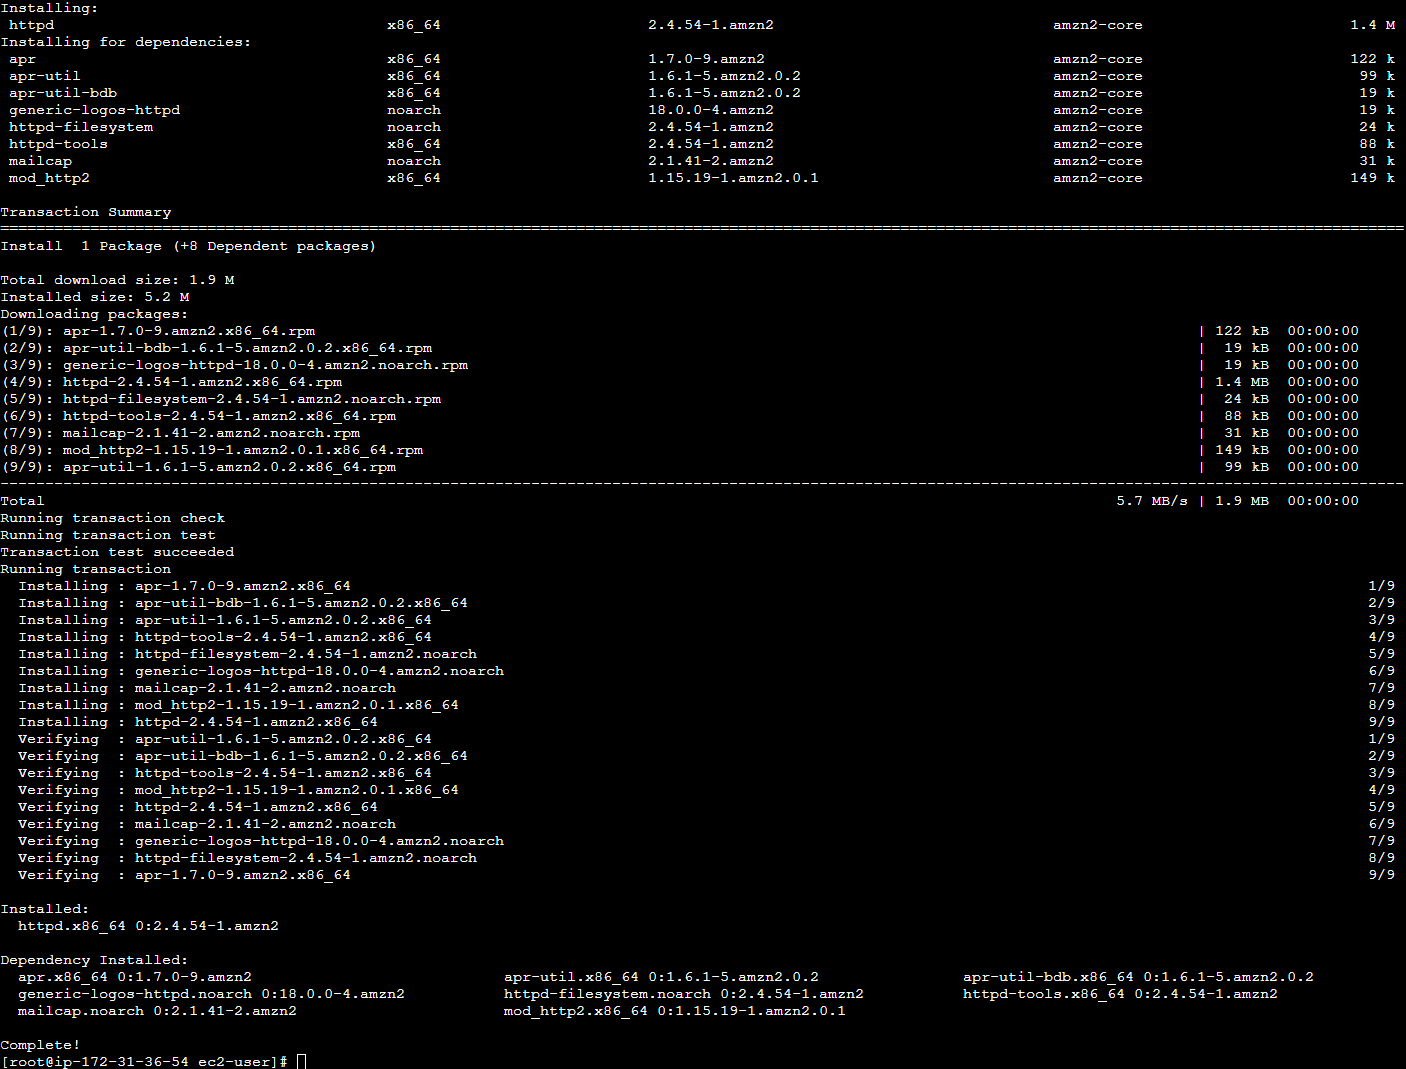 Installing:
 httpd                                     x86_64                       2.4.54-1.amzn2                               amzn2-core                       1.4 M
Installing for dependencies:
 apr                                       x86_64                       1.7.0-9.amzn2                                amzn2-core                       122 k
 apr-util                                  x86_64                       1.6.1-5.amzn2.0.2                            amzn2-core                        99 k
 apr-util-bdb                              x86_64                       1.6.1-5.amzn2.0.2                            amzn2-core                        19 k
 generic-logos-httpd                       noarch                       18.0.0-4.amzn2                               amzn2-core                        19 k
 httpd-filesystem                          noarch                       2.4.54-1.amzn2                               amzn2-core                        24 k
 httpd-tools                               x86_64                       2.4.54-1.amzn2                               amzn2-core                        88 k
 mailcap                                   noarch                       2.1.41-2.amzn2                               amzn2-core                        31 k
 mod_http2                                 x86_64                       1.15.19-1.amzn2.0.1                          amzn2-core                       149 k
Transaction Summary
============================================================================================================================================================
Install  1 Package (+8 Dependent packages)
Total download size: 1.9 M
Installed size: 5.2 M
Downloading packages:
(1/9): apr-1.7.0-9.amzn2.x86_64.rpm | 122 kB  00:00:00
(2/9): apr-util-bdb-1.6.1-5.amzn2.0.2.x86_64.rpm |  19 kB  00:00:00
(3/9): generic-logos-httpd-18.0.0-4.amzn2.noarch.rpm |  19 kB  00:00:00
(4/9): httpd-2.4.54-1.amzn2.x86_64.rpm | 1.4 MB  00:00:00
(5/9): httpd-filesystem-2.4.54-1.amzn2.noarch.rpm |  24 kB  00:00:00
(6/9): httpd-tools-2.4.54-1.amzn2.x86_64.rpm |  88 kB  00:00:00
(7/9): mailcap-2.1.41-2.amzn2.noarch.rpm |  31 kB  00:00:00
(8/9): mod_http2-1.15.19-1.amzn2.0.1.x86_64.rpm | 149 kB  00:00:00
(9/9): apr-util-1.6.1-5.amzn2.0.2.x86_64.rpm |  99 kB  00:00:00
------------------------------------------------------------------------------------------------------------------------------------------------------------
Total 5.7 MB/s | 1.9 MB  00:00:00
Running transaction check
Running transaction test
Transaction test succeeded
Running transaction
  Installing : apr-1.7.0-9.amzn2.x86_64 1/9
  Installing : apr-util-bdb-1.6.1-5.amzn2.0.2.x86_64 2/9
  Installing : apr-util-1.6.1-5.amzn2.0.2.x86_64 3/9
  Installing : httpd-tools-2.4.54-1.amzn2.x86_64 4/9
  Installing : httpd-filesystem-2.4.54-1.amzn2.noarch 5/9
  Installing : generic-logos-httpd-18.0.0-4.amzn2.noarch 6/9
  Installing : mailcap-2.1.41-2.amzn2.noarch 7/9
  Installing : mod_http2-1.15.19-1.amzn2.0.1.x86_64 8/9
  Installing : httpd-2.4.54-1.amzn2.x86_64 9/9
  Verifying  : apr-util-1.6.1-5.amzn2.0.2.x86_64 1/9
  Verifying  : apr-util-bdb-1.6.1-5.amzn2.0.2.x86_64 2/9
  Verifying  : httpd-tools-2.4.54-1.amzn2.x86_64 3/9
  Verifying  : mod_http2-1.15.19-1.amzn2.0.1.x86_64 4/9
  Verifying  : httpd-2.4.54-1.amzn2.x86_64 5/9
  Verifying  : mailcap-2.1.41-2.amzn2.noarch 6/9
  Verifying  : generic-logos-httpd-18.0.0-4.amzn2.noarch 7/9
  Verifying  : httpd-filesystem-2.4.54-1.amzn2.noarch 8/9
  Verifying  : apr-1.7.0-9.amzn2.x86_64 9/9
Installed:
  httpd.x86_64 0:2.4.54-1.amzn2
Dependency Installed:
  apr.x86_64 0:1.7.0-9.amzn2                            apr-util.x86_64 0:1.6.1-5.amzn2.0.2                apr-util-bdb.x86_64 0:1.6.1-5.amzn2.0.2
  generic-logos-httpd.noarch 0:18.0.0-4.amzn2           httpd-filesystem.noarch 0:2.4.54-1.amzn2           httpd-tools.x86_64 0:2.4.54-1.amzn2
  mailcap.noarch 0:2.1.41-2.amzn2                       mod_http2.x86_64 0:1.15.19-1.amzn2.0.1
Complete!
[root@ip-172-31-36-54 ec2-user]#